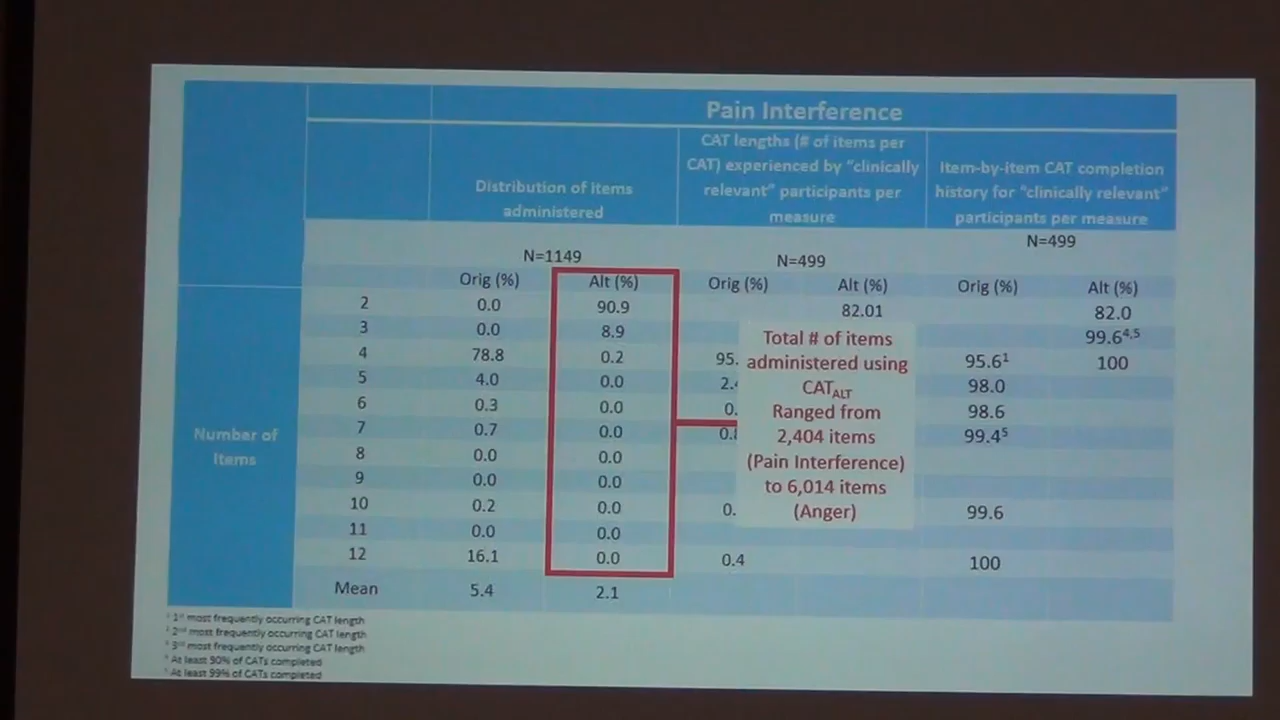 Pain Interference
Distribution of items
administered
CAT lengths (# of items per
CAT) experienced by "clinically
relevant" participants per
measure
Item-by-item CAT completion
history for "clinically relevant"
participants per measure
N=1149
N=499
N=499
Orig (%) Alt (%) Orig (%) Alt (%) Orig (%) Alt (%)
Number of
Items
2 0.0 90.9 82.01 82.0
3 0.0 8.9 99.6⁴,⁵
4 78.8 0.2 95. 95.6¹ 100
5 4.0 0.0 2. 98.0
6 0.3 0.0 0. 98.6
7 0.7 0.0 0. 99.4⁵
8 0.0 0.0
9 0.0 0.0
10 0.2 0.0 0. 99.6
11 0.0 0.0
12 16.1 0.0 0.4 100
Mean 5.4 2.1
Total # of items
administered using
CATALT
Ranged from
2,404 items
(Pain Interference)
to 6,014 items
(Anger)
¹ 1ˢᵗ most frequently occurring CAT length
² 2ⁿᵈ most frequently occurring CAT length
³ 3ʳᵈ most frequently occurring CAT length
⁴ At least 90% of CATs completed
⁵ At least 99% of CATs completed